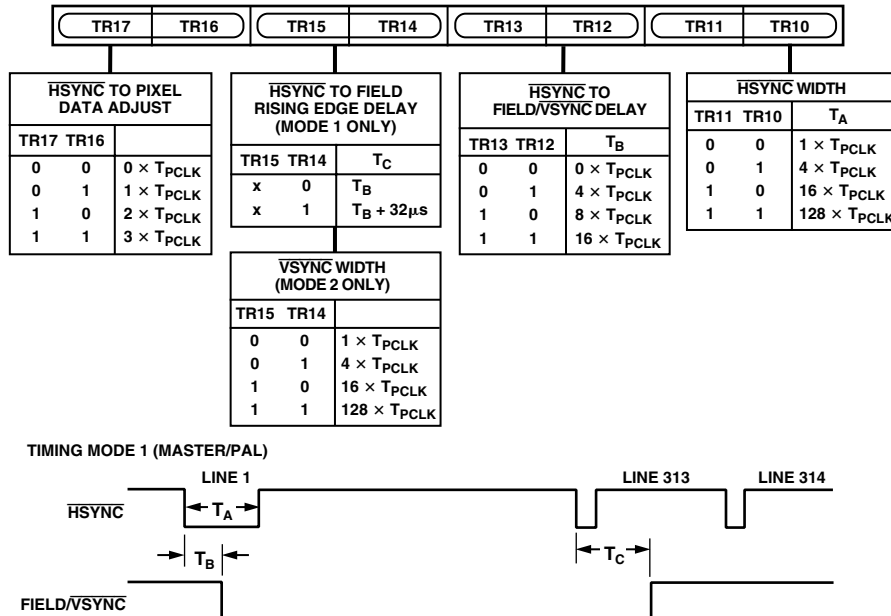 TR17 TR16 TR15 TR14 TR13 TR12 TR11 TR10
HSYNC TO PIXEL
DATA ADJUST
TR17 TR16
0 0 0 × TPCLK
0 1 1 × TPCLK
1 0 2 × TPCLK
1 1 3 × TPCLK
HSYNC TO FIELD
RISING EDGE DELAY
(MODE 1 ONLY)
TR15 TR14 TC
x 0 TB
x 1 TB + 32μs
VSYNC WIDTH
(MODE 2 ONLY)
TR15 TR14
0 0 1 × TPCLK
0 1 4 × TPCLK
1 0 16 × TPCLK
1 1 128 × TPCLK
HSYNC TO
FIELD/VSYNC DELAY
TR13 TR12 TB
0 0 0 × TPCLK
0 1 4 × TPCLK
1 0 8 × TPCLK
1 1 16 × TPCLK
HSYNC WIDTH
TR11 TR10 TA
0 0 1 × TPCLK
0 1 4 × TPCLK
1 0 16 × TPCLK
1 1 128 × TPCLK
TIMING MODE 1 (MASTER/PAL)
LINE 1 LINE 313 LINE 314
HSYNC
TA
TB
TC
FIELD/VSYNC